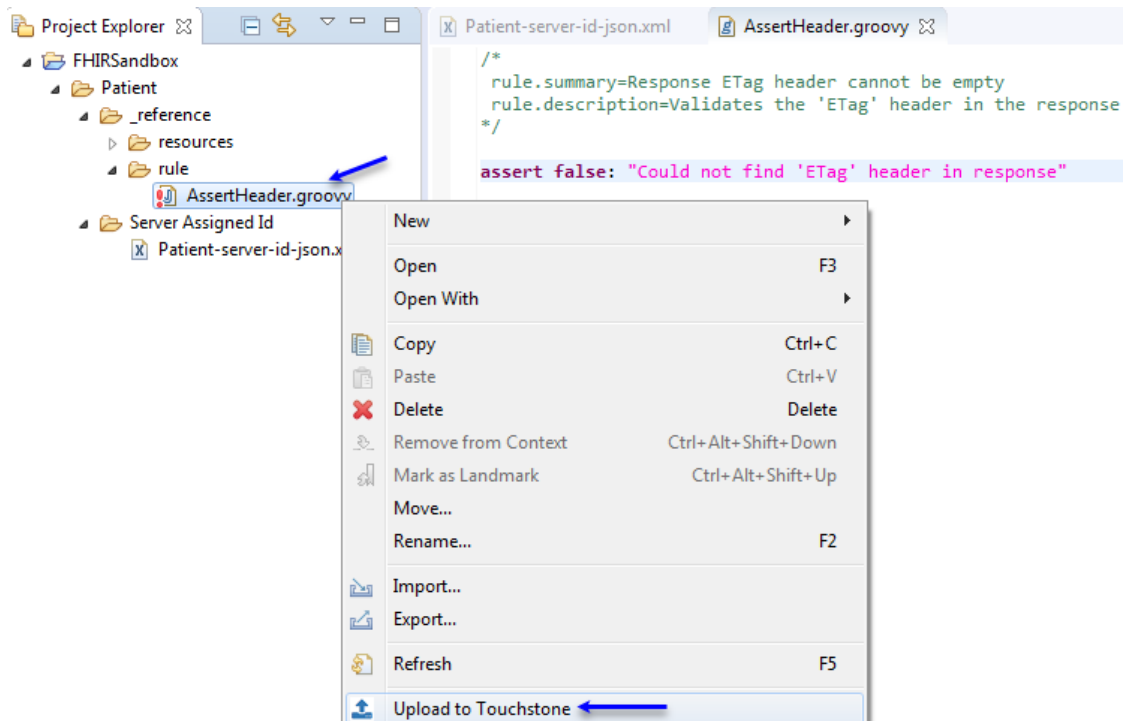 Project Explorer
FHIRSandbox
Patient
_reference
resources
rule
AssertHeader.groovy
Server Assigned Id
Patient-server-id-json.x
Patient-server-id-json.xml
AssertHeader.groovy
/*
rule.summary=Response ETag header cannot be empty
rule.description=Validates the 'ETag' header in the response
*/
assert false: "Could not find 'ETag' header in response"
New
Open F3
Open With
Copy Ctrl+C
Paste Ctrl+V
Delete Delete
Remove from Context Ctrl+Alt+Shift+Down
Mark as Landmark Ctrl+Alt+Shift+Up
Move...
Rename... F2
Import...
Export...
Refresh F5
Upload to Touchstone